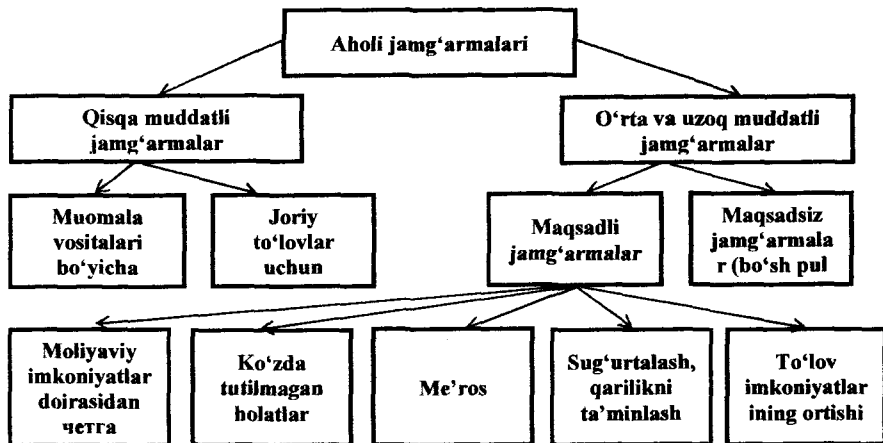 Aholi jamg‘armalari
Qisqa muddatli
jamg‘armalar
O‘rta va uzoq muddatli
jamg‘armalar
Muomala
vositalari
bo‘yicha
Joriy
to‘lovlar
uchun
Maqsadli
jamg‘armalar
Maqsadsiz
jamg‘armala
r (bo‘sh pul
Moliyaviy
imkoniyatlar
doirasidan
четга
Ko‘zda
tutilmagan
holatlar
Me’ros
Sug‘urtalash,
qarilikni
ta’minlash
To‘lov
imkoniyatlar
ining ortishi